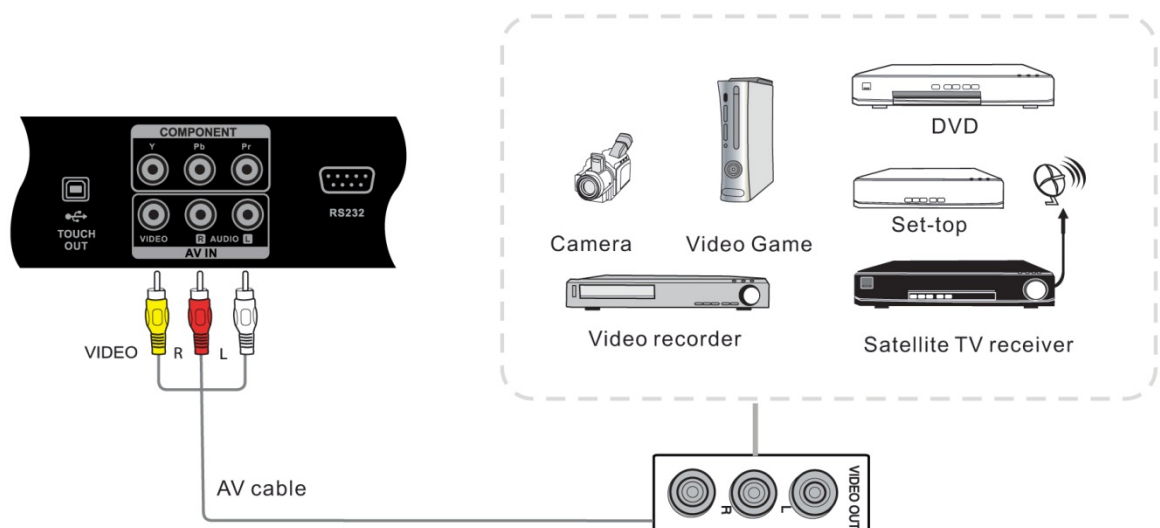 COMPONENT
Y Pb Pr
TOUCH
OUT
VIDEO R AUDIO L
AV IN
RS232
VIDEO R L
AV cable
Camera
Video Game
DVD
Set-top
Video recorder
Satellite TV receiver
R L VIDEO OUT